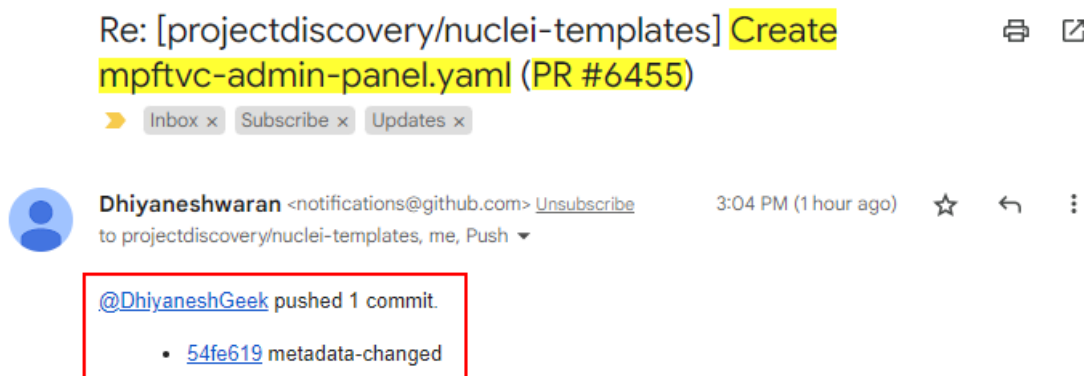 Re: [projectdiscovery/nuclei-templates] Create
mpftvc-admin-panel.yaml (PR #6455)
Inbox × Subscribe × Updates ×
Dhiyaneshwaran <notifications@github.com> Unsubscribe 3:04 PM (1 hour ago)
to projectdiscovery/nuclei-templates, me, Push
@DhiyaneshGeek pushed 1 commit.
• 54fe619 metadata-changed